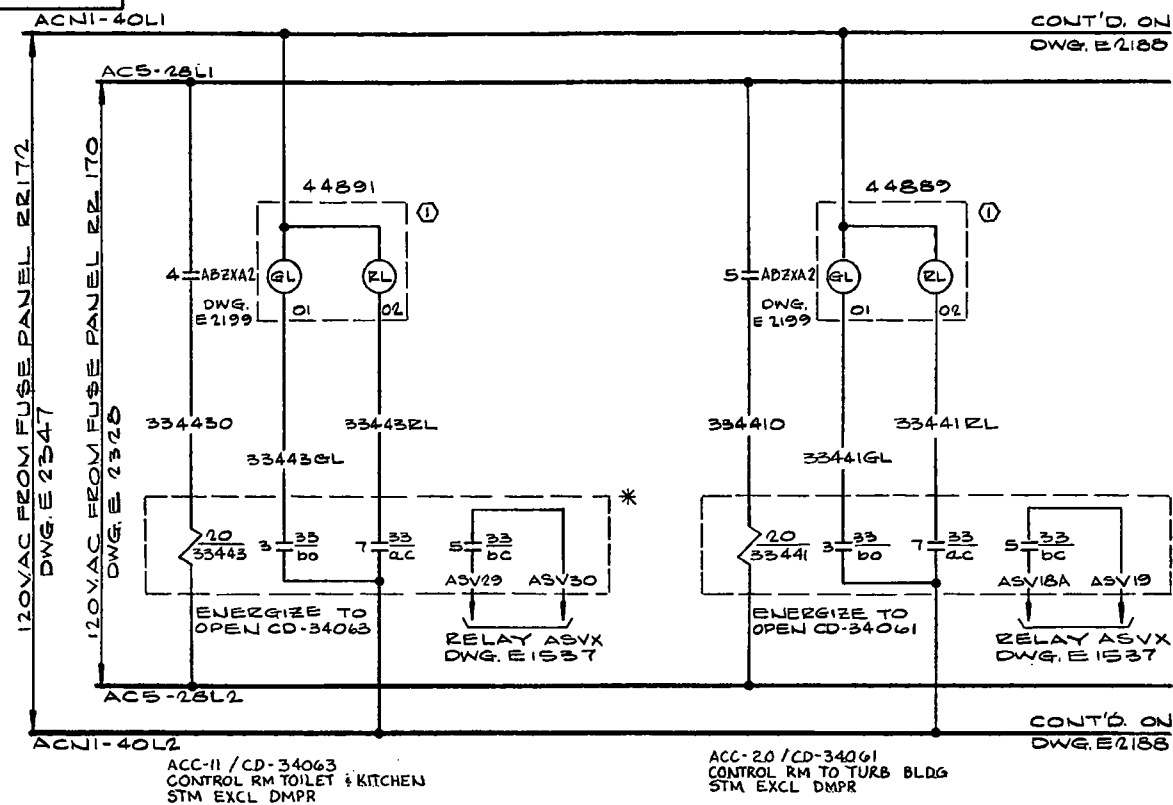 ACN1-40L1
CONT'D. ON
DWG. E2188
AC5-28L1
120VAC FROM FUSE PANEL RR172
DWG. E 2347
120VAC FROM FUSE PANEL RR 170
DWG. E 2328
44891
1
4 ABZXA2
GL
RL
DWG.
E2199
01
02
334430
33443RL
33443GL
*
20
33443
3 33
bo
7 33
ac
5 33
bc
ASV29
ASV30
ENERGIZE TO
OPEN CD-34063
RELAY ASVX
DWG. E1537
44889
1
5 ABZXA2
GL
RL
DWG.
E2199
01
02
334410
33441RL
33441GL
20
33441
3 33
bo
7 33
ac
5 33
bc
ASV18A
ASV19
ENERGIZE TO
OPEN CD-34061
RELAY ASVX
DWG. E1537
AC5-28L2
ACN1-40L2
CONT'D. ON
DWG. E2188
ACC-11 / CD-34063
CONTROL RM TOILET & KITCHEN
STM EXCL DMPR
ACC-20 / CD-34061
CONTROL RM TO TURB BLDG
STM EXCL DMPR